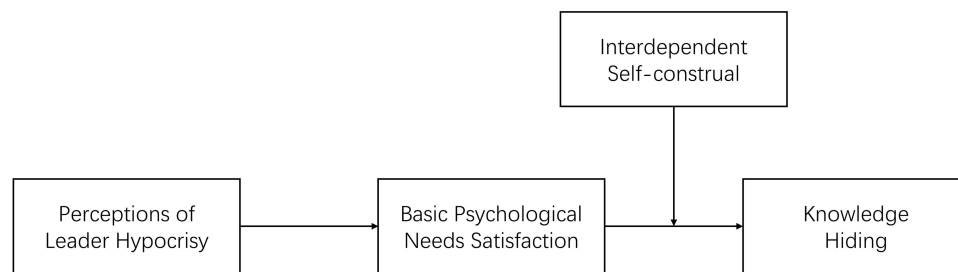 Interdependent
Self-construal
Perceptions of
Leader Hypocrisy
Basic Psychological
Needs Satisfaction
Knowledge
Hiding